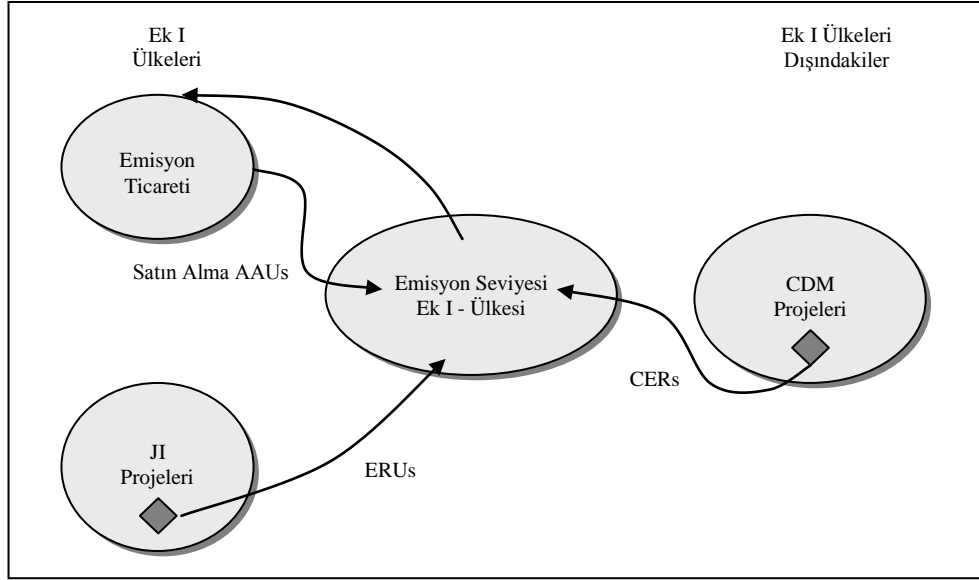 Ek I
Ülkeleri
Ek I Ülkeleri
Dışındakiler
Emisyon
Ticareti
Satın Alma AAUs
Emisyon Seviyesi
Ek I - Ülkesi
CDM
Projeleri
CERs
JI
Projeleri
ERUs